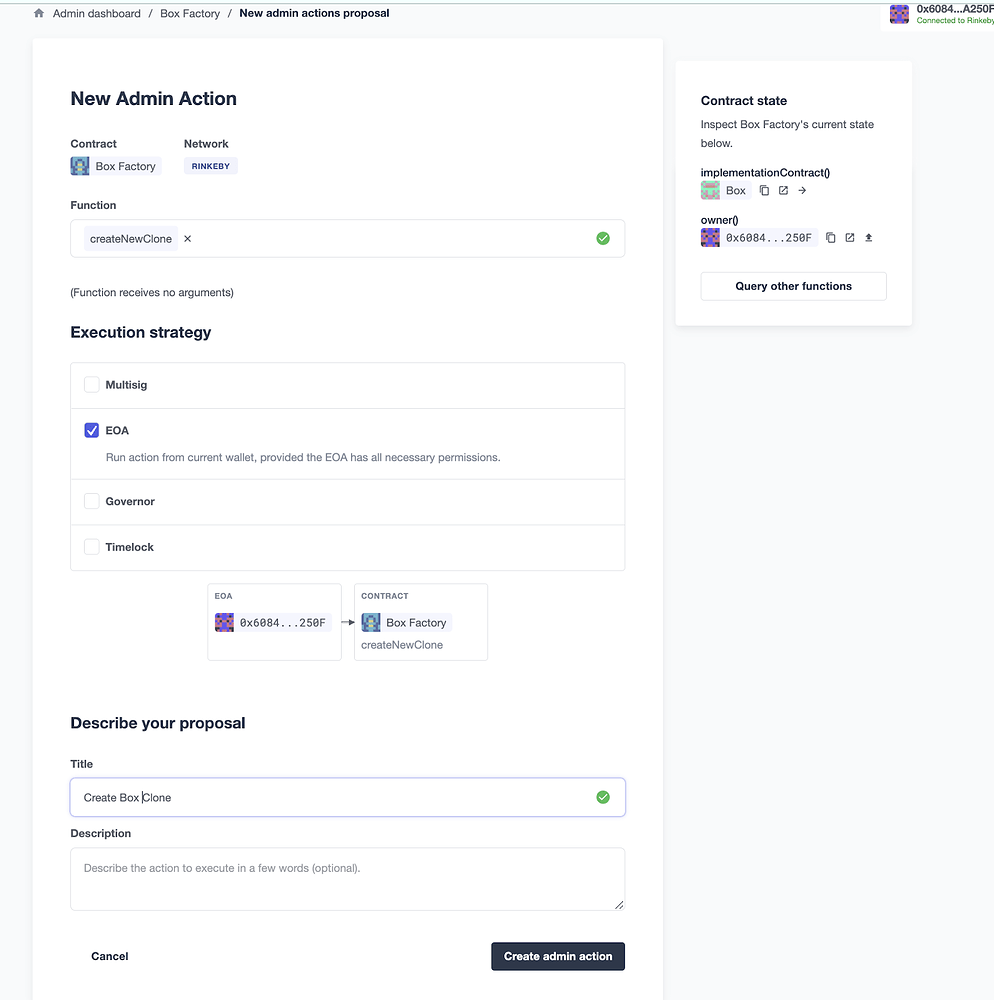 Admin dashboard / Box Factory / New admin actions proposal
0x6084...A250F
Connected to Rinkeby
New Admin Action
Contract
Network
Box Factory
RINKEBY
Function
createNewClone ×
(Function receives no arguments)
Execution strategy
Multisig
EOA
Run action from current wallet, provided the EOA has all necessary permissions.
Governor
Timelock
EOA
0x6084...250F
CONTRACT
Box Factory
createNewClone
Describe your proposal
Title
Create Box Clone
Description
Describe the action to execute in a few words (optional).
Cancel
Create admin action
Contract state
Inspect Box Factory's current state
below.
implementationContract()
Box
owner()
0x6084...250F
Query other functions